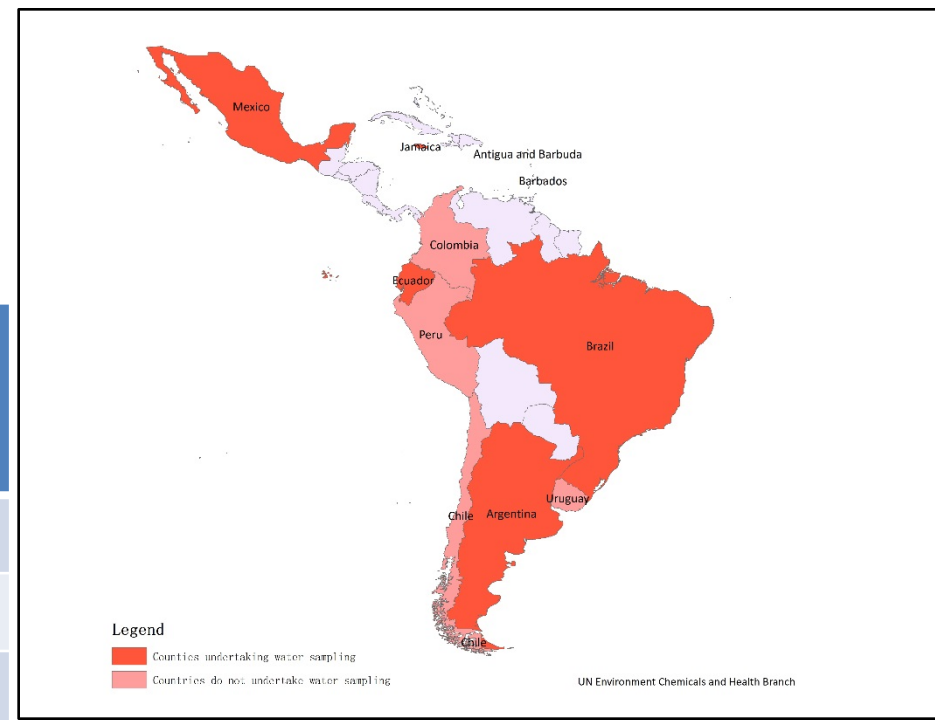 Mexico
Jamaica
Antigua and Barbuda
Barbados
Colombia
Ecuador
Peru
Brazil
Uruguay
Chile
Argentina
Chile
Legend
Counties undertaking water sampling
Countries do not undertake water sampling
UN Environment Chemicals and Health Branch